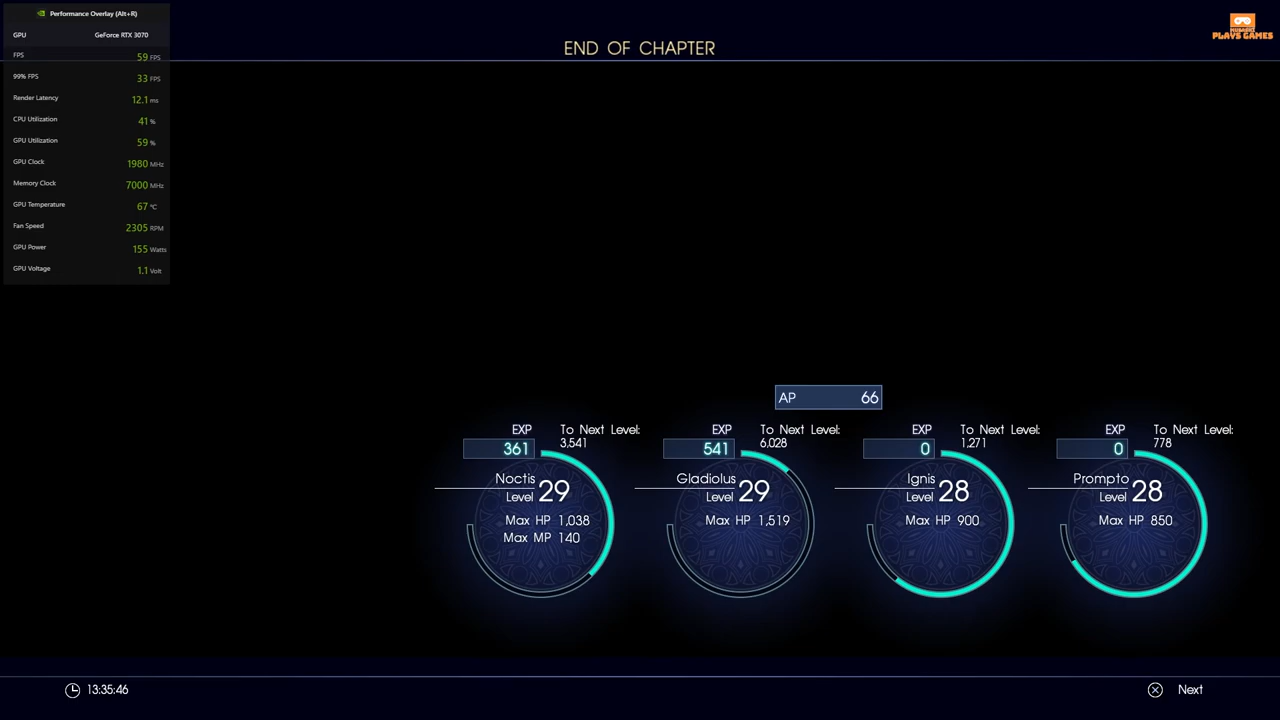 Performance Overlay (Alt+R)
GPU GeForce RTX 3070
FPS 59 FPS
99% FPS 33 FPS
Render Latency 12.1 ms
CPU Utilization 41 %
GPU Utilization 59 %
GPU Clock 1980 MHz
Memory Clock 7000 MHz
GPU Temperature 67 °C
Fan Speed 2305 RPM
GPU Power 155 Watts
GPU Voltage 1.1 Volt
END OF CHAPTER
PLAYS GAMES
AP 66
EXP To Next Level:
361 3,541
Noctis
Level 29
Max HP 1,038
Max MP 140
EXP To Next Level:
541 6,028
Gladiolus
Level 29
Max HP 1,519
EXP To Next Level:
0 1,271
Ignis
Level 28
Max HP 900
EXP To Next Level:
0 778
Prompto
Level 28
Max HP 850
13:35:46
Next